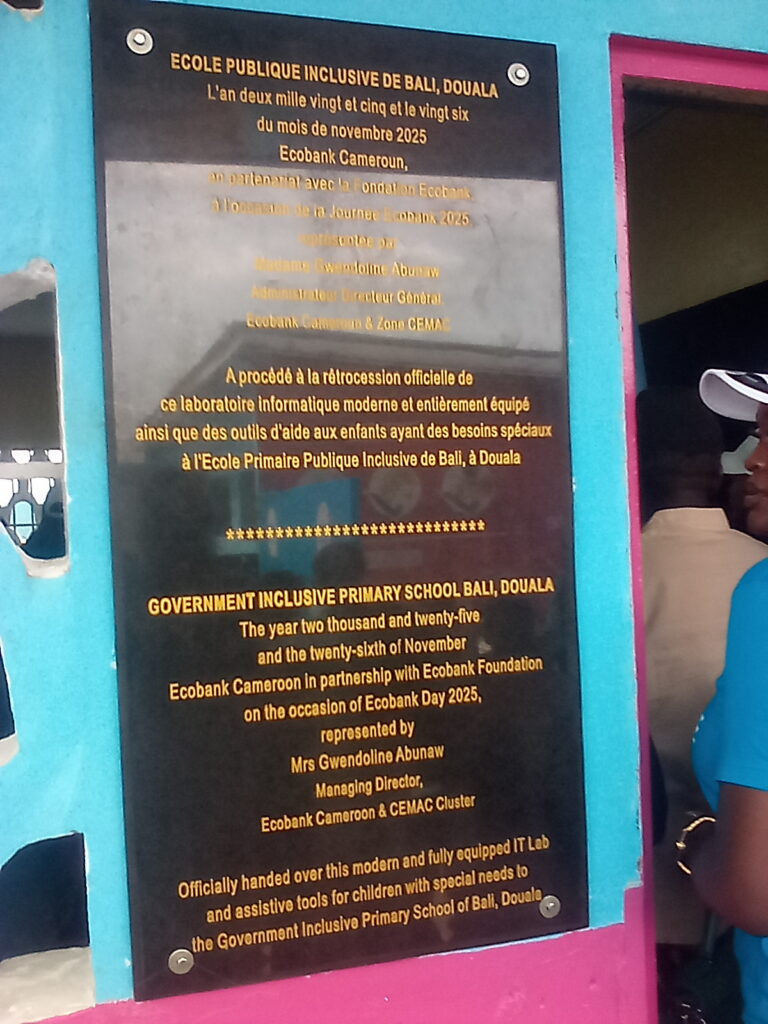 ECOLE PUBLIQUE INCLUSIVE DE BALI, DOUALA
L'an deux mille vingt et cinq et le vingt six
du mois de novembre 2025
Ecobank Cameroun,
en partenariat avec la Fondation Ecobank
à l'occasion de la Journée Ecobank 2025,
représentée par
Madame Gwendoline Abunaw
Administrateur Directeur Général,
Ecobank Cameroun & Zone CEMAC
A procédé à la rétrocession officielle de
ce laboratoire informatique moderne et entièrement équipé
ainsi que des outils d'aide aux enfants ayant des besoins spéciaux
à l'Ecole Primaire Publique Inclusive de Bali, à Douala
****************************
GOVERNMENT INCLUSIVE PRIMARY SCHOOL BALI, DOUALA
The year two thousand and twenty-five
and the twenty-sixth of November
Ecobank Cameroon in partnership with Ecobank Foundation
on the occasion of Ecobank Day 2025,
represented by
Mrs Gwendoline Abunaw
Managing Director,
Ecobank Cameroon & CEMAC Cluster
Officially handed over this modern and fully equipped IT Lab
and assistive tools for children with special needs to
the Government Inclusive Primary School of Bali, Douala